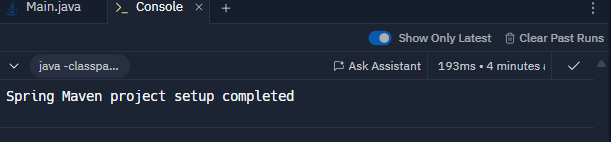 Main.java
Console
Show Only Latest
Clear Past Runs
java -classpa...
Ask Assistant
193ms • 4 minutes
Spring Maven project setup completed